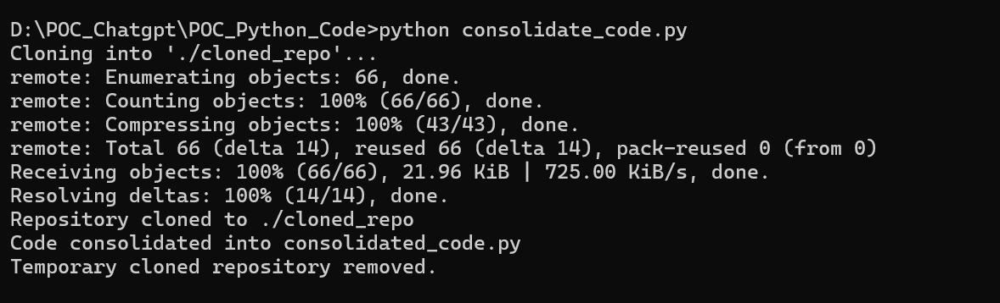 D:\POC_Chatgpt\POC_Python_Code>python consolidate_code.py
Cloning into './cloned_repo'...
remote: Enumerating objects: 66, done.
remote: Counting objects: 100% (66/66), done.
remote: Compressing objects: 100% (43/43), done.
remote: Total 66 (delta 14), reused 66 (delta 14), pack-reused 0 (from 0)
Receiving objects: 100% (66/66), 21.96 KiB | 725.00 KiB/s, done.
Resolving deltas: 100% (14/14), done.
Repository cloned to ./cloned_repo
Code consolidated into consolidated_code.py
Temporary cloned repository removed.